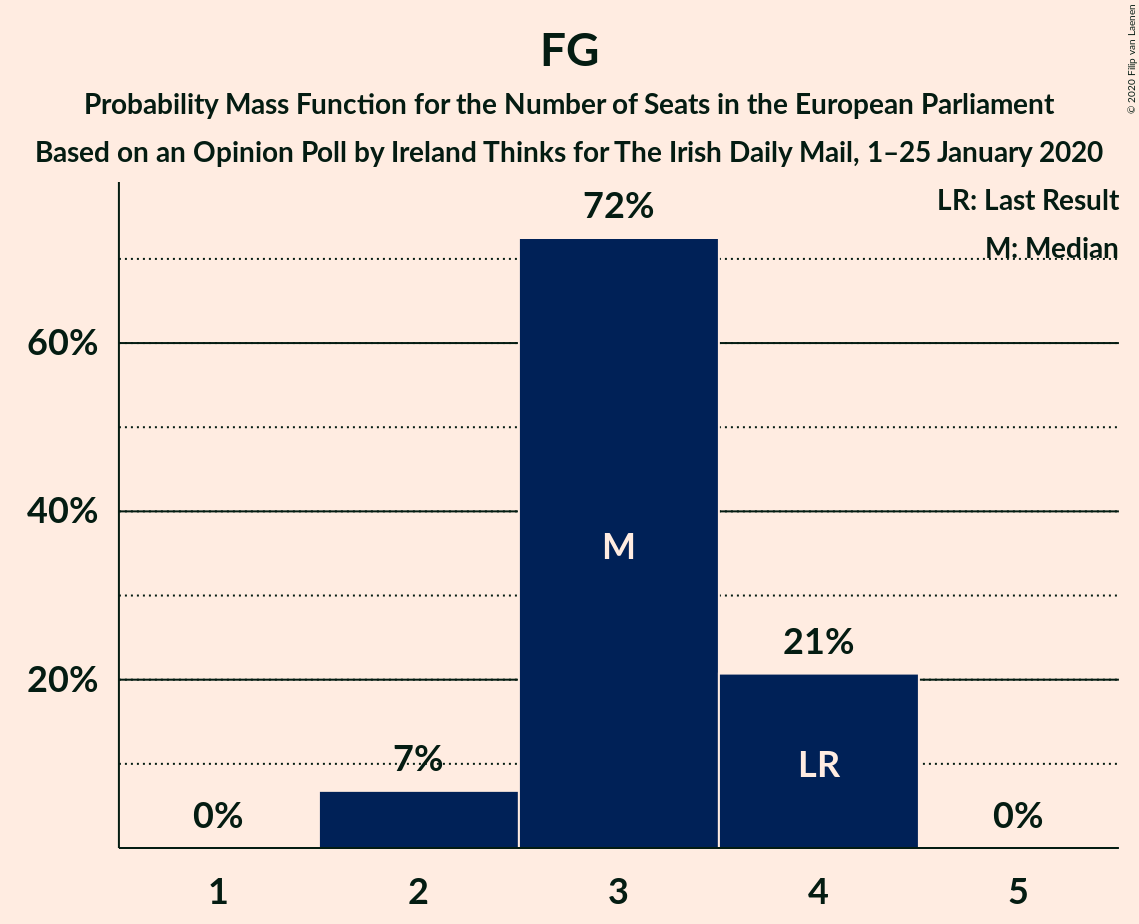 FG
Probability Mass Function for the Number of Seats in the European Parliament
Based on an Opinion Poll by Ireland Thinks for The Irish Daily Mail, 1–25 January 2020
© 2020 Filip van Laenen
LR: Last Result
M: Median
72%
60%
40%
M
21%
20%
7%
LR
0%
0%
1
2
3
4
5